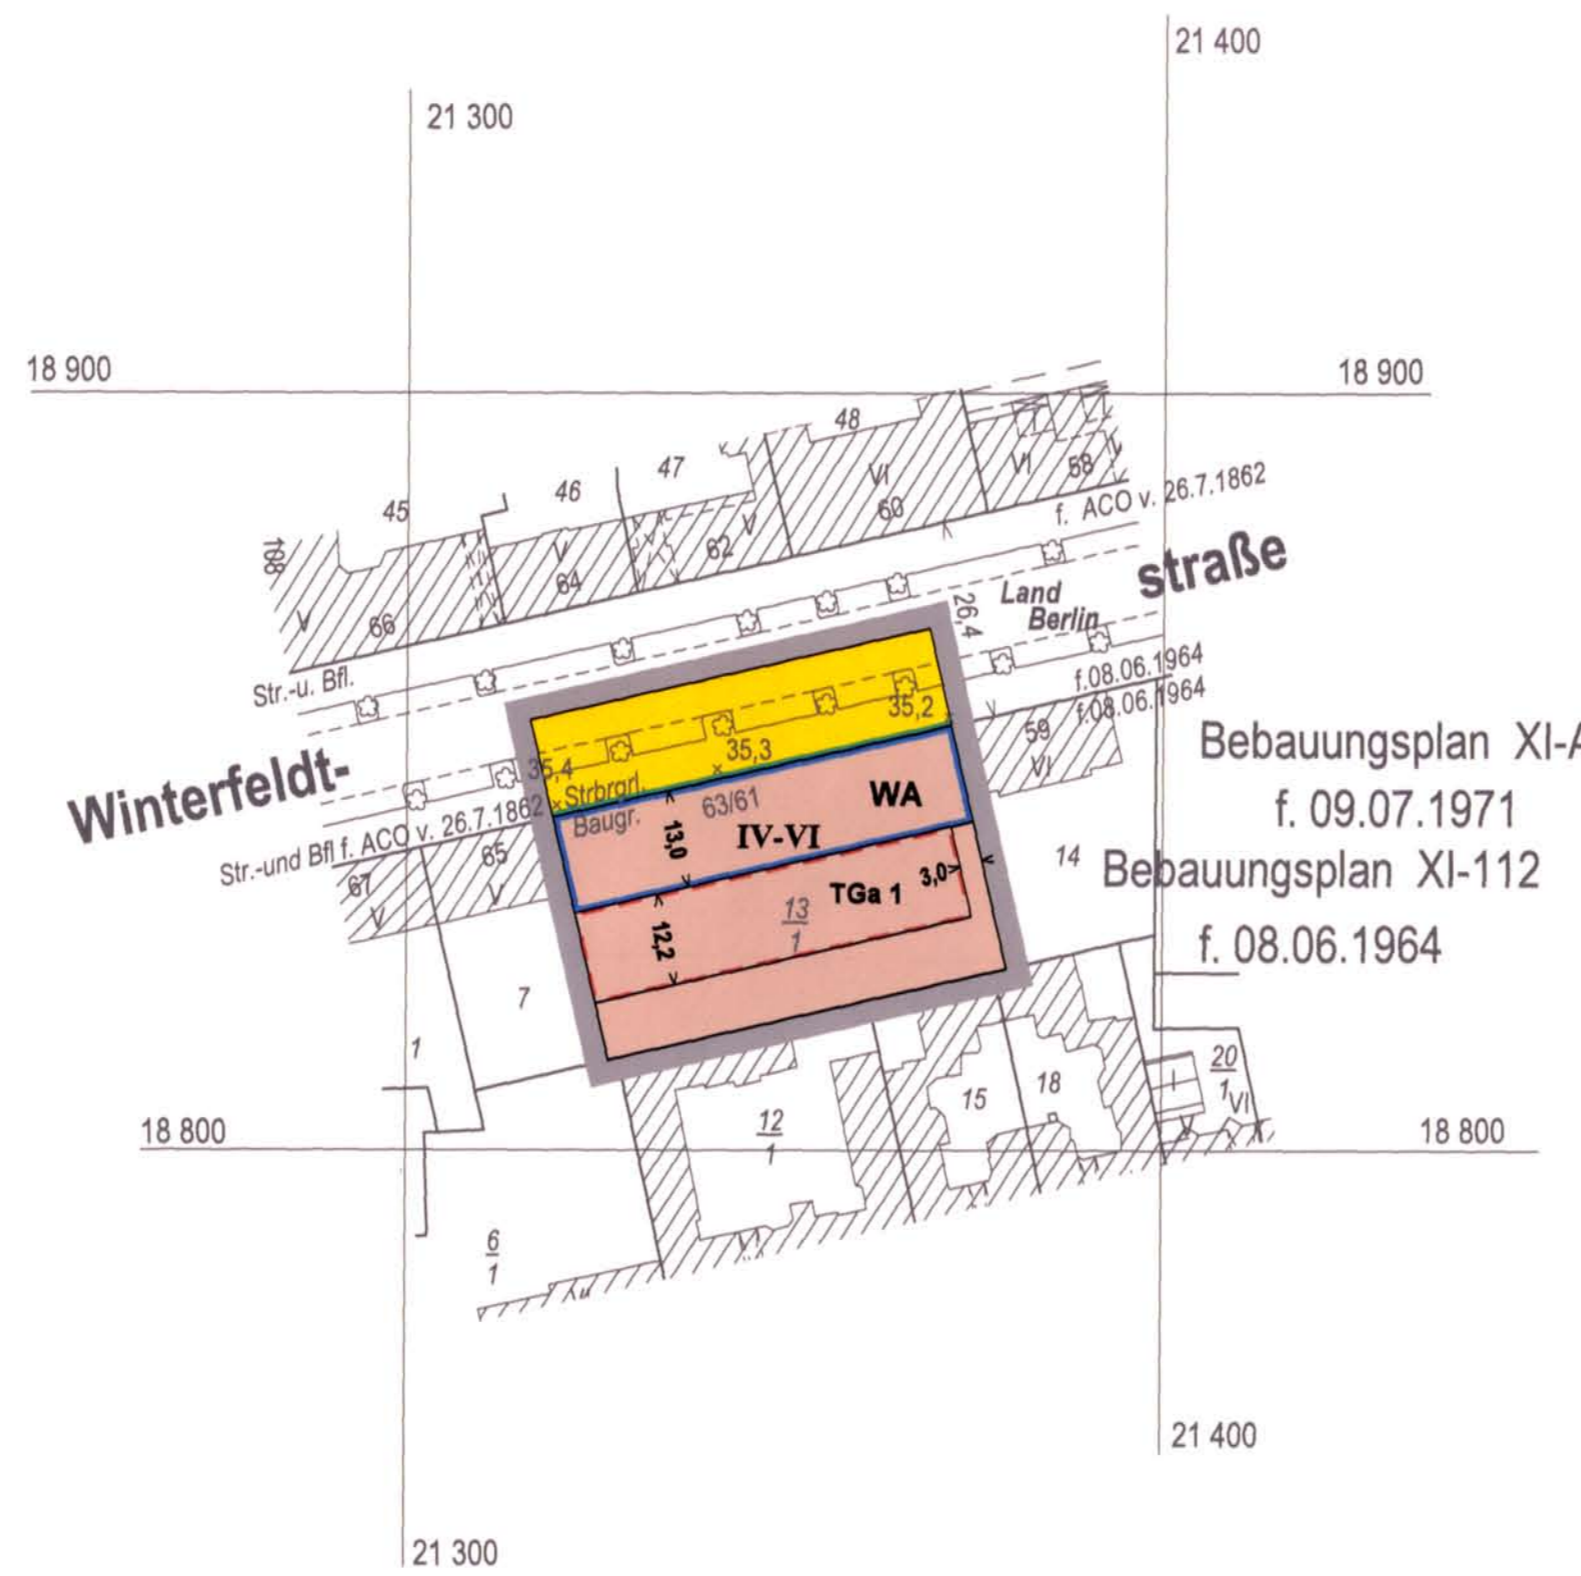 21 400
21 300
18 900
18 900
48
47
46
45
VI
VI
58
60
f. ACO v. 26.7.1862
108
V
62
V
64
V
66
straße
Land
Berlin
26,4
Str.-u. Bfl.
f.08.06.1964
f.08.06.1964
35,2
35,3
35,4
59
VI
Bebauungsplan XI-A
f. 09.07.1971
Winterfeldt-
Strbrgrl.
Baugr.
63/61
WA
IV-VI
13,0
Str.-und Bfl f. ACO v. 26.7.1862
65
V
67
V
14
Bebauungsplan XI-112
f. 08.06.1964
3,0
TGa 1
13
1
12,2
7
1
20
1
VI
I
V
15
18
12
1
18 800
18 800
6
1
21 400
21 300